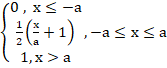 0 , x ≤ −a
1/2 (x/a + 1) , −a ≤ x ≤ a
1, x > a